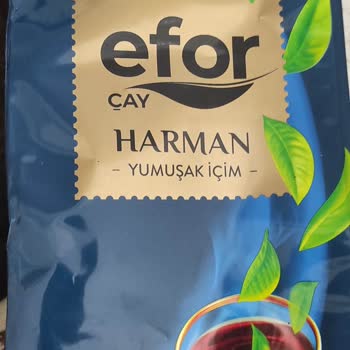 efor
ÇAY
HARMAN
- YUMUŞAK İÇİM -